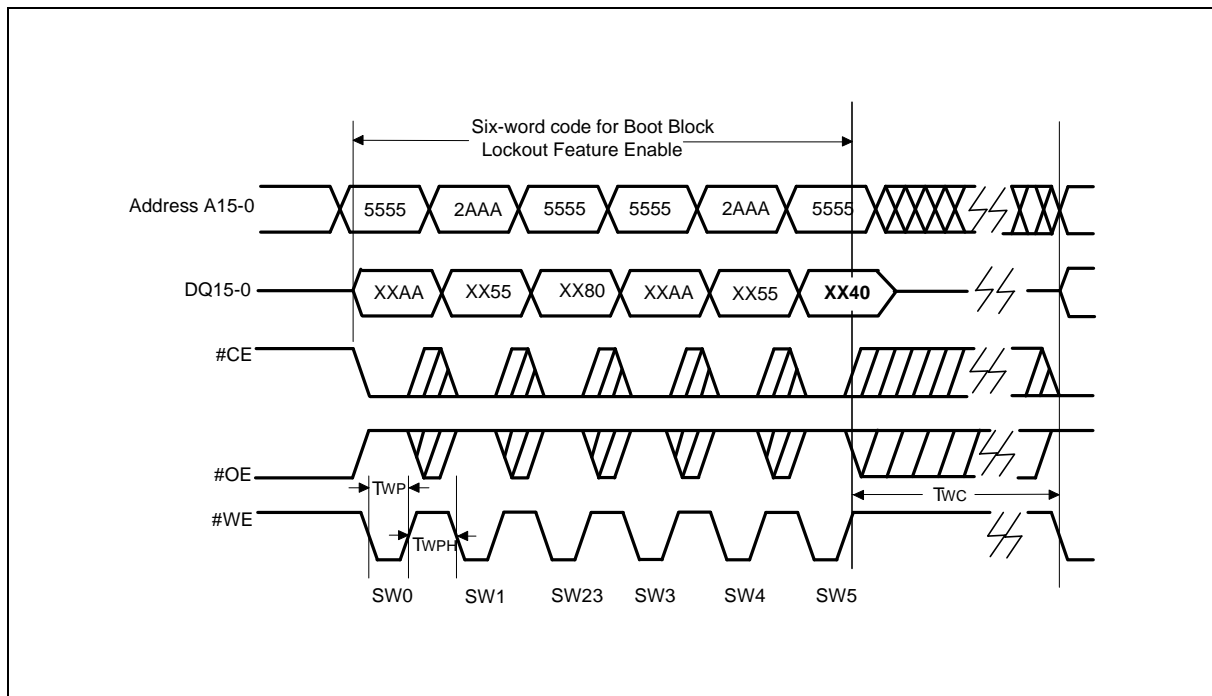 Six-word code for Boot Block
Lockout Feature Enable
Address A15-0
5555 2AAA 5555 5555 2AAA 5555
DQ15-0
XXAA XX55 XX80 XXAA XX55 XX40
#CE
#OE
TWP
TWC
#WE
TWPH
SW0 SW1 SW23 SW3 SW4 SW5